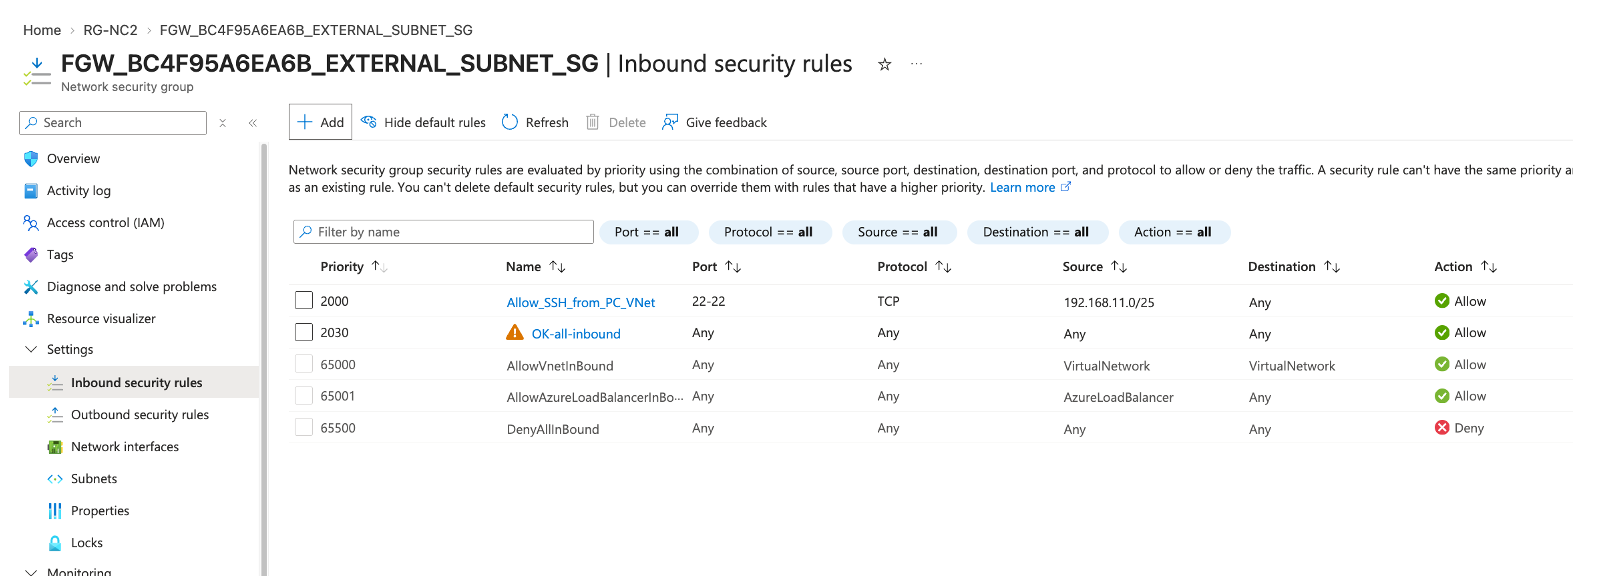 Home > RG-NC2 > FGW_BC4F95A6EA6B_EXTERNAL_SUBNET_SG
FGW_BC4F95A6EA6B_EXTERNAL_SUBNET_SG | Inbound security rules
Network security group
Search
Add Hide default rules Refresh Delete Give feedback
Overview
Activity log
Access control (IAM)
Tags
Diagnose and solve problems
Resource visualizer
Settings
Inbound security rules
Outbound security rules
Network interfaces
Subnets
Properties
Locks
Monitoring
Network security group security rules are evaluated by priority using the combination of source, source port, destination, destination port, and protocol to allow or deny the traffic. A security rule can't have the same priority a
as an existing rule. You can't delete default security rules, but you can override them with rules that have a higher priority. Learn more
Filter by name Port == all Protocol == all Source == all Destination == all Action == all
Priority Name Port Protocol Source Destination Action
2000 Allow_SSH_from_PC_VNet 22-22 TCP 192.168.11.0/25 Any Allow
2030 OK-all-inbound Any Any Any Any Allow
65000 AllowVnetInBound Any Any VirtualNetwork VirtualNetwork Allow
65001 AllowAzureLoadBalancerInBo... Any Any AzureLoadBalancer Any Allow
65500 DenyAllInBound Any Any Any Any Deny